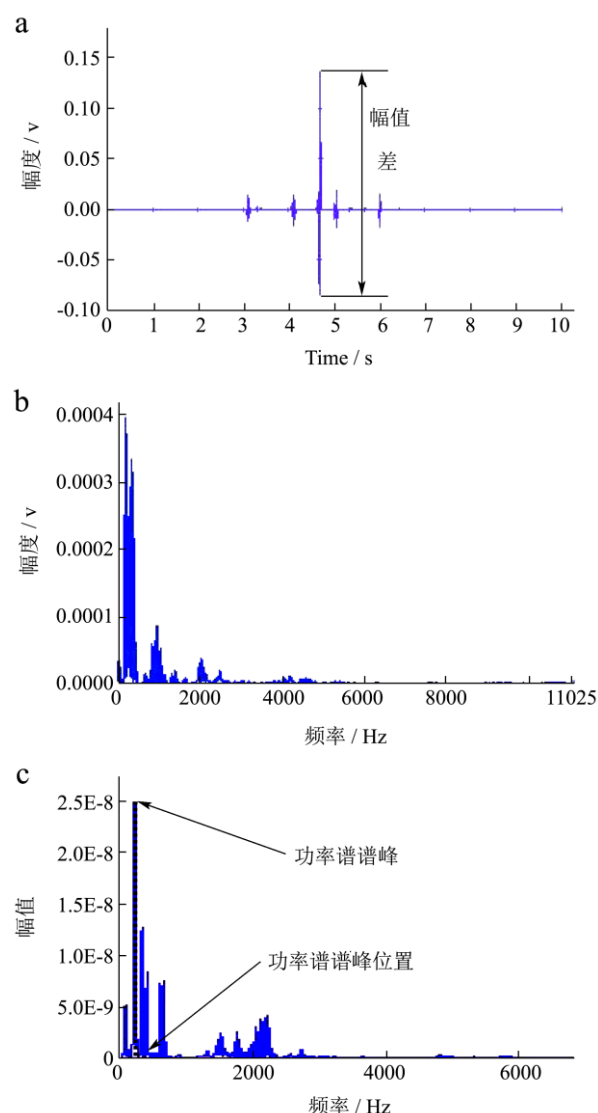 a
0.15
0.10
0.05
0.00
-0.05
-0.10
幅度 / v
幅值
差
0 1 2 3 4 5 6 7 8 9 10
Time / s
b
0.0004
0.0003
0.0002
0.0001
0.0000
幅度 / v
0 2000 4000 6000 8000 11025
频率 / Hz
c
2.5E-8
2.0E-8
1.5E-8
1.0E-8
5.0E-9
0
幅值
功率谱谱峰
功率谱谱峰位置
0 2000 4000 6000
频率 / Hz